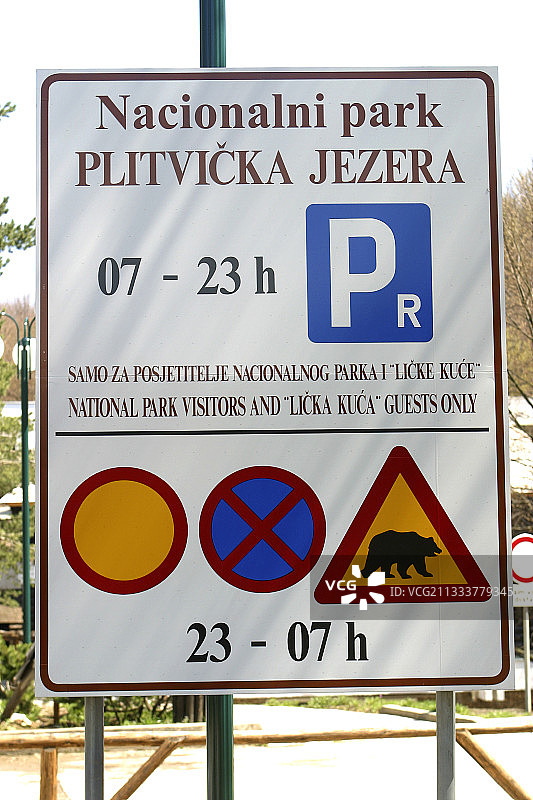 Nacionalni park
PLITVIČKA JEZERA
07 - 23 h
P
R
SAMO ZA POSJETITELJE NACIONALNOG PARKA I "LIČKE KUĆE"
NATIONAL PARK VISITORS AND "LIČKA KUĆA" GUESTS ONLY
VCG
ID: VCG211333779345
23 - 07 h